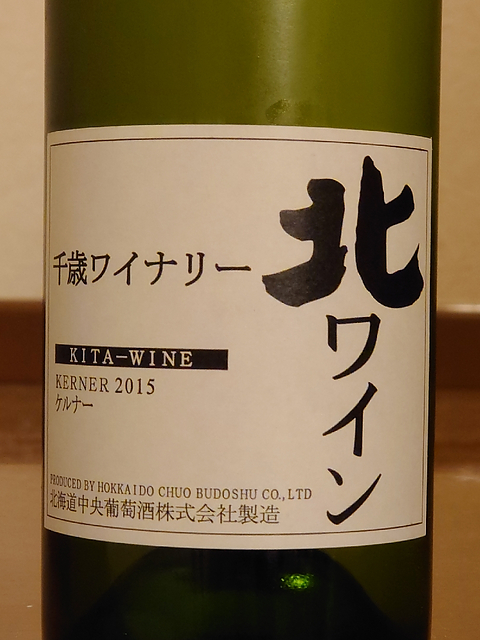 北ワイン
千歳ワイナリー
KITA-WINE
KERNER 2015
ケルナー
PRODUCED BY HOKKAIDO CHUO BUDOSHU CO.,LTD
北海道中央葡萄酒株式会社製造